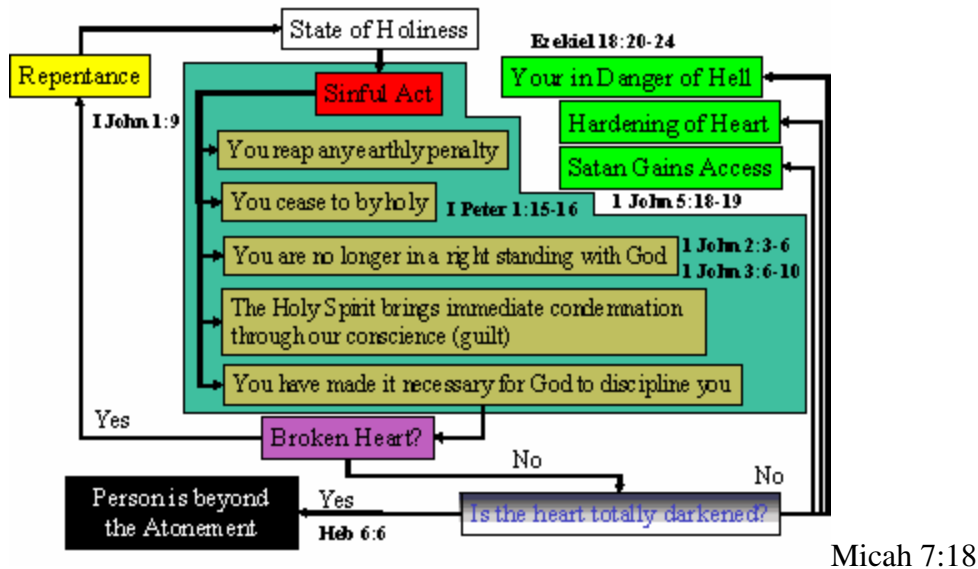 State of Holiness
Ezekiel 18:20-24
Repentance
Your in Danger of Hell
Sinful Act
I John 1:9
Hardening of Heart
You reap any earthly penalty
Satan Gains Access
You cease to by holy
I Peter 1:15-16
1 John 5:18-19
You are no longer in a right standing with God
1 John 2:3-6
1 John 3:6-10
The Holy Spirit brings immediate condemnation
through our conscience (guilt)
You have made it necessary for God to discipline you
Yes
Broken Heart?
No
No
Person is beyond
the Atonement
Yes
Heb 6:6
Is the heart totally darkened?
Micah 7:18